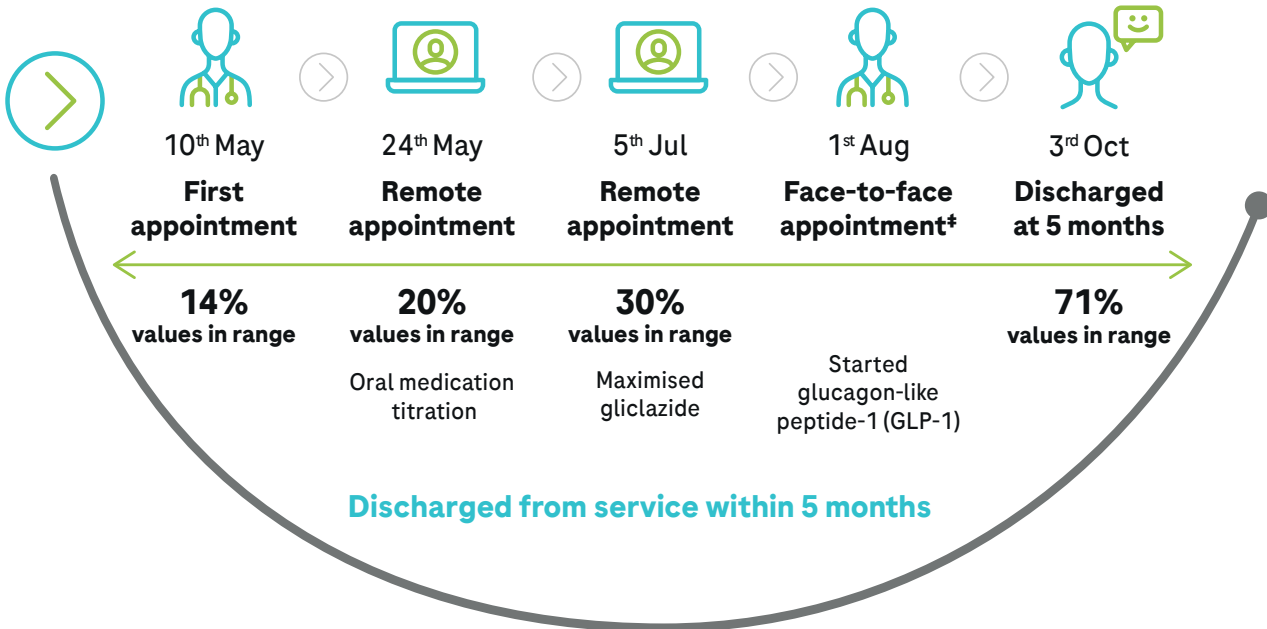 10th May
24th May
5th Jul
1st Aug
3rd Oct
First
appointment
Remote
appointment
Remote
appointment
Face-to-face
appointment‡
Discharged
at 5 months
14%
values in range
20%
values in range
30%
values in range
71%
values in range
Oral medication
titration
Maximised
gliclazide
Started
glucagon-like
peptide-1 (GLP-1)
Discharged from service within 5 months